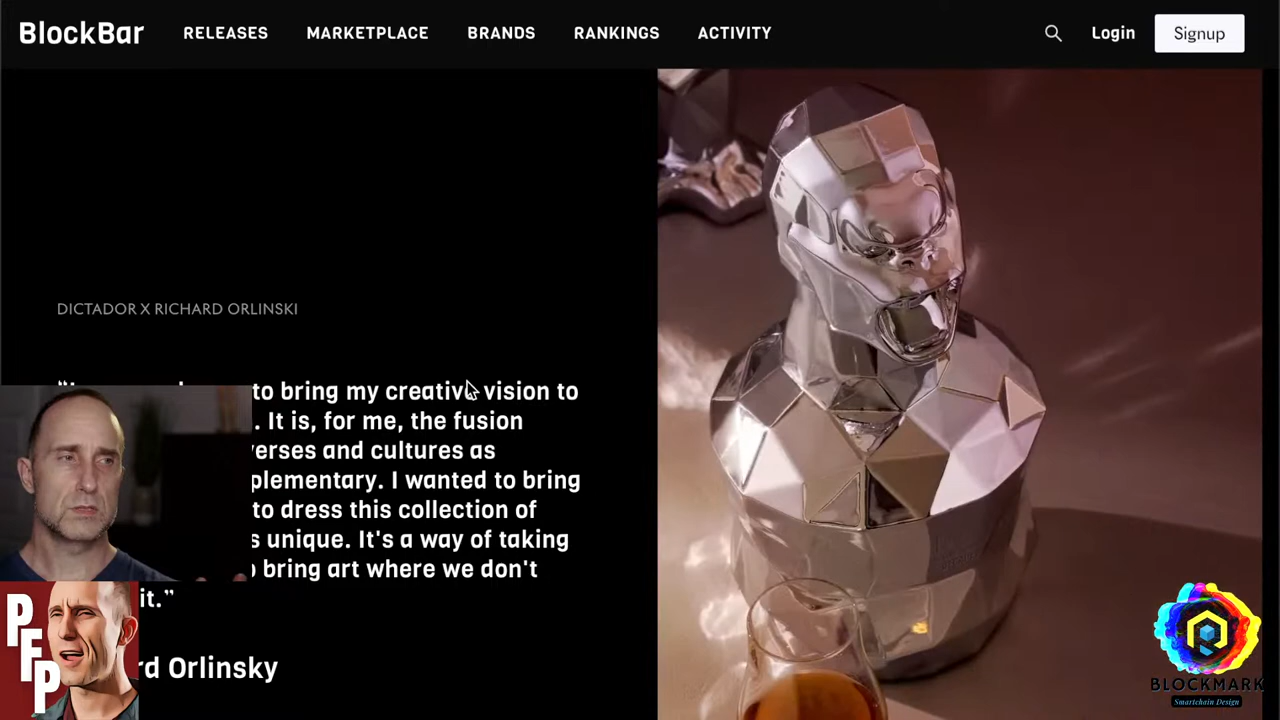 BlockBar RELEASES MARKETPLACE BRANDS RANKINGS ACTIVITY Login Signup
DICTADOR X RICHARD ORLINSKI
to bring my creative vision to
. It is, for me, the fusion
verses and cultures as
plementary. I wanted to bring
to dress this collection of
s unique. It's a way of taking
bring art where we don't
it.”
rd Orlinsky
PFP
BLOCKMARK
Smartchain Design